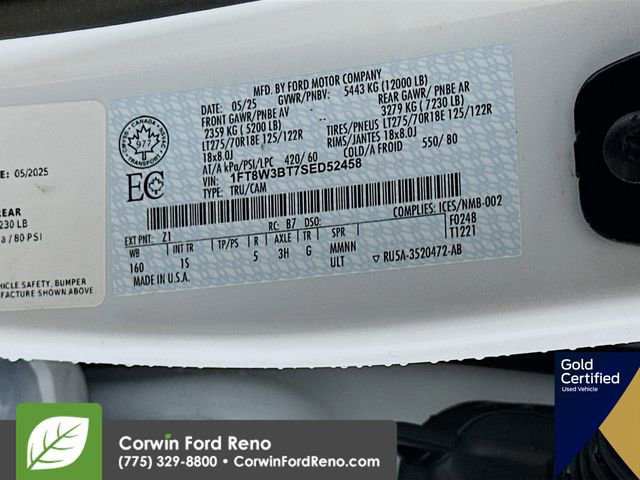 05/2025
REAR
230 LB
a / 80 PSI
VEHICLE SAFETY, BUMPER
FACTURE SHOWN ABOVE
CANADA
TRANSPORT
977
EC
MFD. BY FORD MOTOR COMPANY
DATE: 05/25 GVWR/PNBV: 5443 KG (12000 LB)
FRONT GAWR/PNBE AV REAR GAWR/ PNBE AR
2359 KG ( 5200 LB) 3279 KG ( 7230 LB)
LT275/70R18E 125/122R TIRES/PNEUS LT275/70R18E 125/122R
18x8.0J RIMS/JANTES 18x8.0J
AT/A kPa/PSI/LPC 420/ 60 COLD/A FROID 550/ 80
VIN: 1FT8W3BT7SED52458
TYPE: TRU/CAM
COMPLIES: ICES/NMB-002
EXT PNT: Z1 RC: B7 DSO: F0248
WB INT TR TP/PS R AXLE TR SPR T1221
160 1S 5 3H G MMNN
MADE IN U.S.A. ULT RU5A-3520472-AB
Gold
Certified
Used Vehicle
Corwin Ford Reno
(775) 329-8800 • CorwinFordReno.com